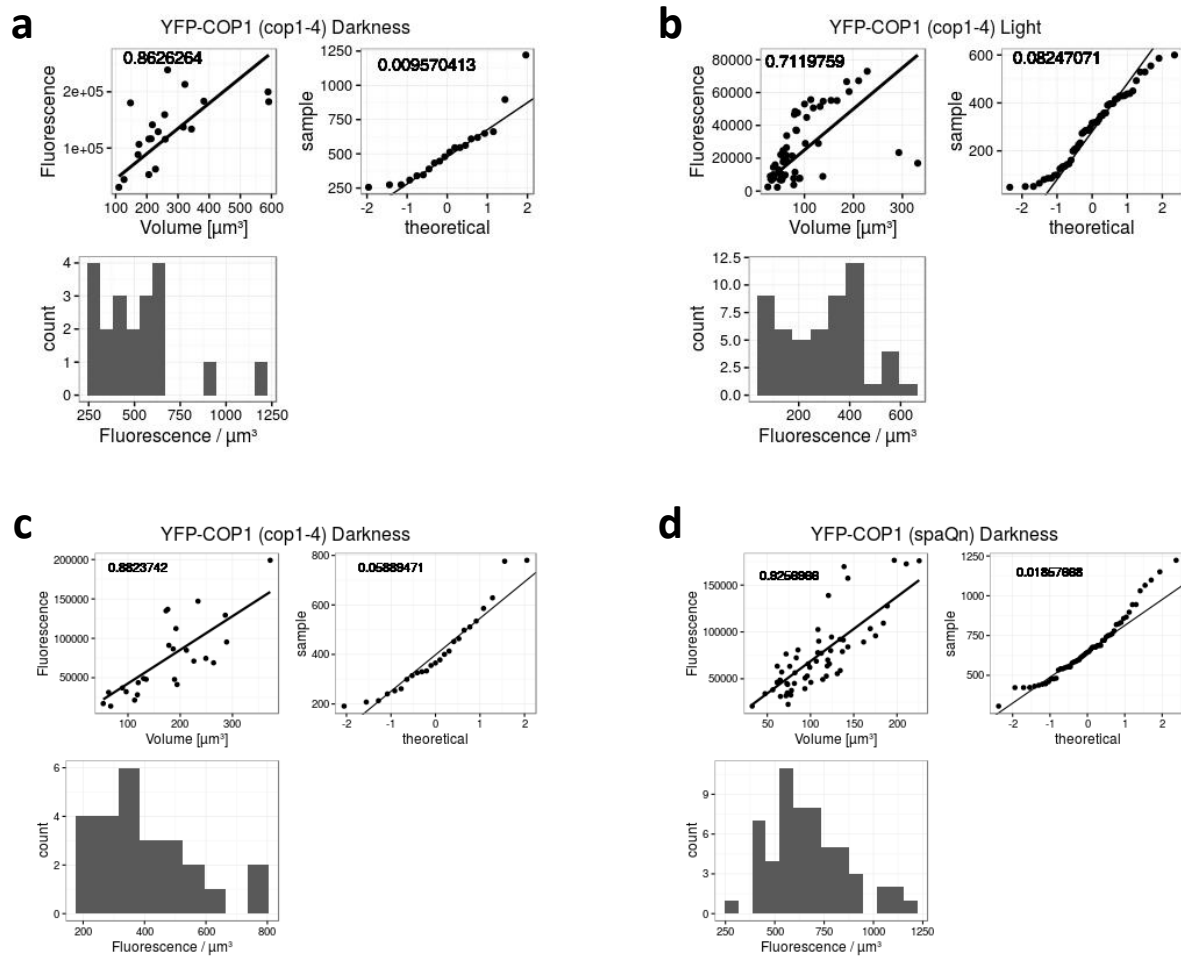 a
YFP-COP1 (cop1-4) Darkness
0.8626264
Fluorescence
2e+05
1e+05
100 200 300 400 500 600
Volume [µm³]
0.009570413
sample
1250
1000
750
500
250
-2 -1 0 1 2
theoretical
count
4
3
2
1
0
250 500 750 1000 1250
Fluorescence / µm³
b
YFP-COP1 (cop1-4) Light
0.7119759
Fluorescence
80000
60000
40000
20000
0
100 200 300
Volume [µm³]
0.08247071
sample
600
400
200
-2 -1 0 1 2
theoretical
count
12.5
10.0
7.5
5.0
2.5
0.0
200 400 600
Fluorescence / µm³
c
YFP-COP1 (cop1-4) Darkness
0.8823742
Fluorescence
200000
150000
100000
50000
100 200 300
Volume [µm³]
0.05889471
sample
800
600
400
200
-2 -1 0 1 2
theoretical
count
6
4
2
0
200 400 600 800
Fluorescence / µm³
d
YFP-COP1 (spaQn) Darkness
Fluorescence
150000
100000
50000
50 100 150 200
Volume [µm³]
sample
1250
1000
750
500
-2 -1 0 1 2
theoretical
count
9
6
3
0
250 500 750 1000 1250
Fluorescence / µm³